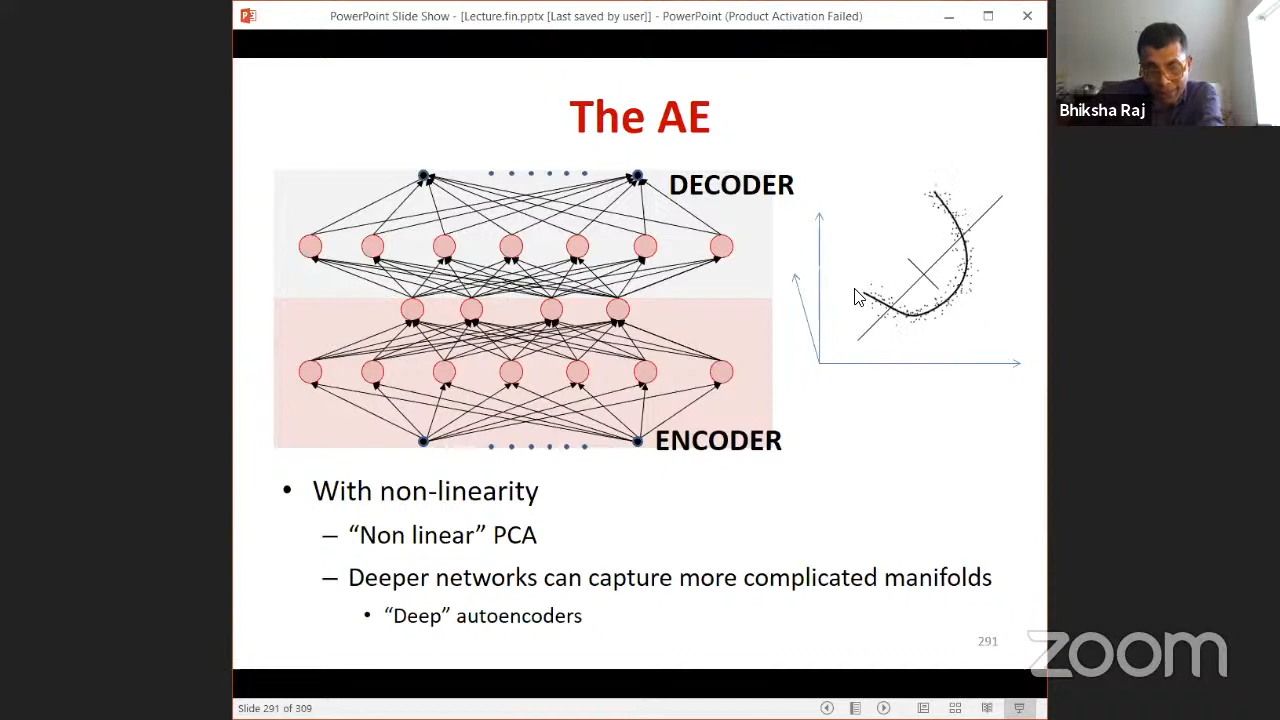 PowerPoint Slide Show - [Lecture.fin.pptx [Last saved by user]] - PowerPoint (Product Activation Failed)
Bhiksha Raj
The AE
DECODER
ENCODER
• With non-linearity
– “Non linear” PCA
– Deeper networks can capture more complicated manifolds
• “Deep” autoencoders
291
zoom
Slide 291 of 309